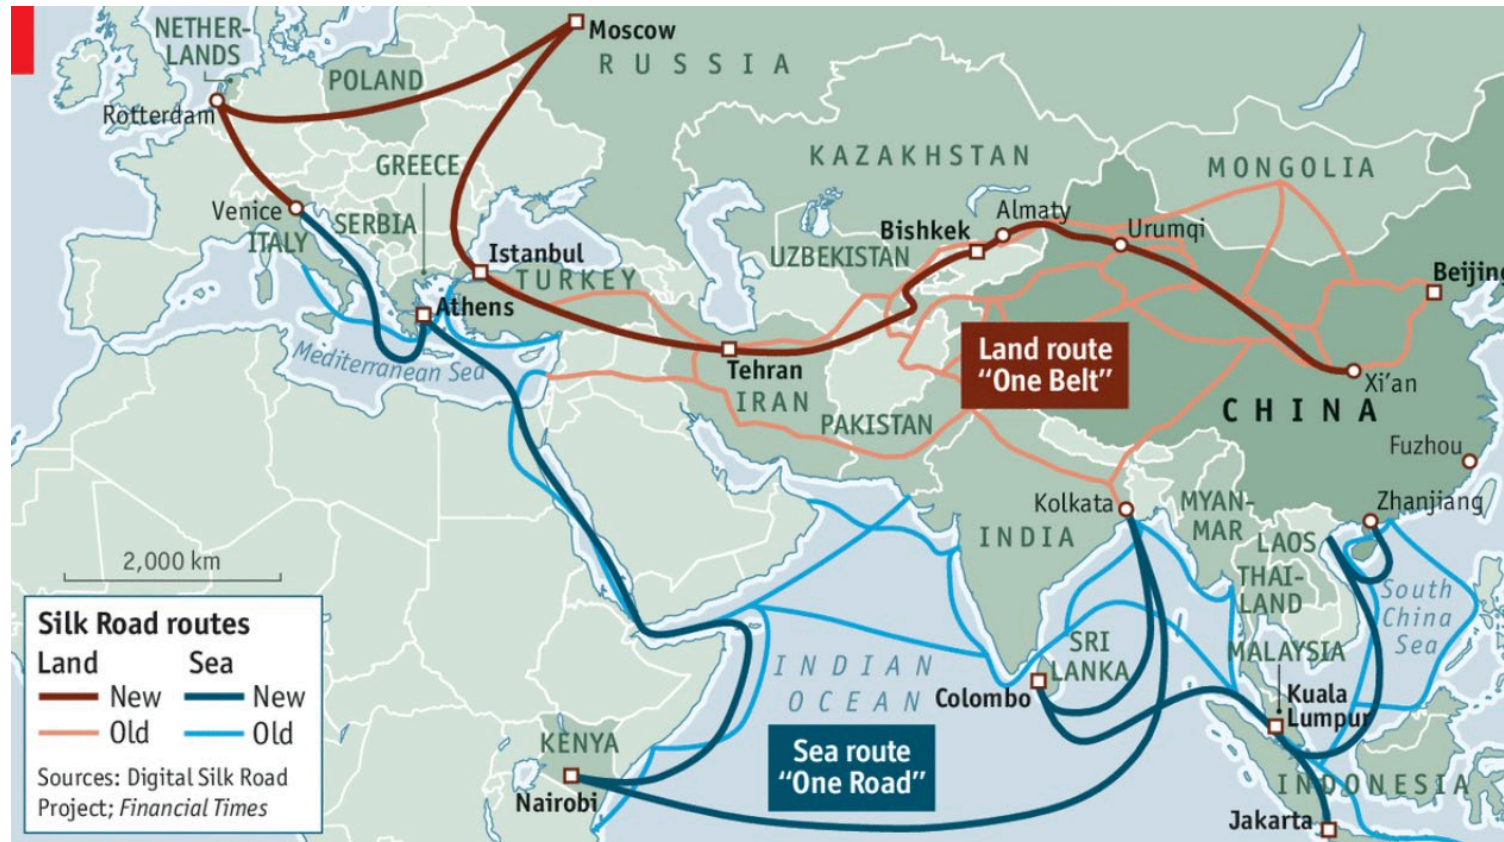 NETHER-
LANDS
Moscow
RUSSIA
POLAND
Rotterdam
KAZAKHSTAN
MONGOLIA
GREECE
Venice
ITALY
SERBIA
Almaty
Bishkek
Urumqi
Istanbul
TURKEY
UZBEKISTAN
Beijing
Athens
Mediterranean Sea
Tehran
IRAN
Land route
“One Belt”
Xi’an
CHINA
PAKISTAN
Fuzhou
Kolkata
MYAN-
MAR
Zhanjiang
INDIA
LAOS
THAI-
LAND
South
China
Sea
2,000 km
SRI
LANKA
MALAYSIA
INDIAN
OCEAN
Colombo
Kuala
Lumpur
KENYA
Nairobi
Sea route
“One Road”
INDONESIA
Jakarta
Silk Road routes
Land Sea
New New
Old Old
Sources: Digital Silk Road
Project; Financial Times